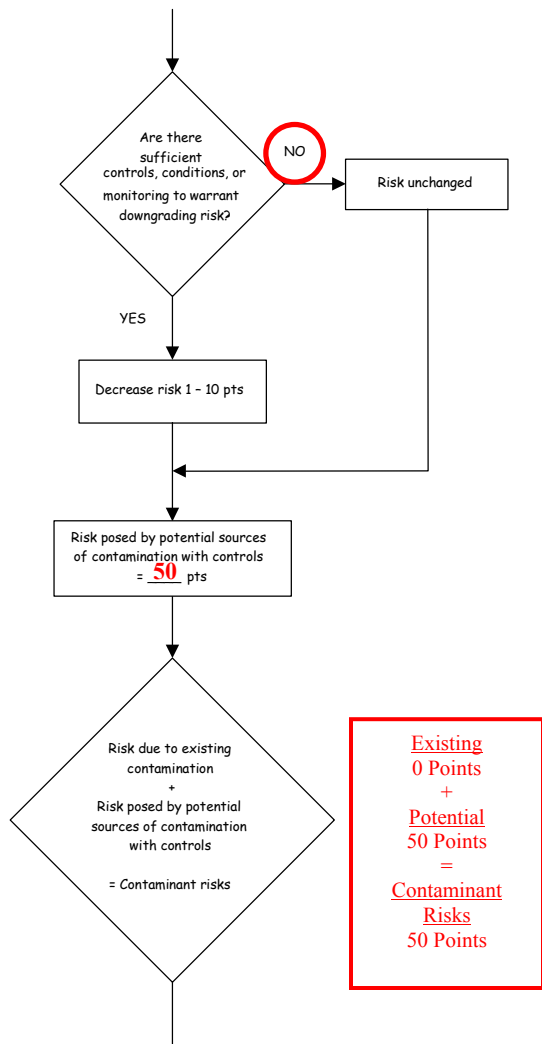 Are there
sufficient
controls, conditions, or
monitoring to warrant
downgrading risk?
NO
Risk unchanged
YES
Decrease risk 1 – 10 pts
Risk posed by potential sources
of contamination with controls
= 50 pts
Risk due to existing
contamination
+
Risk posed by potential
sources of contamination
with controls
= Contaminant risks
Existing
0 Points
+
Potential
50 Points
=
Contaminant
Risks
50 Points